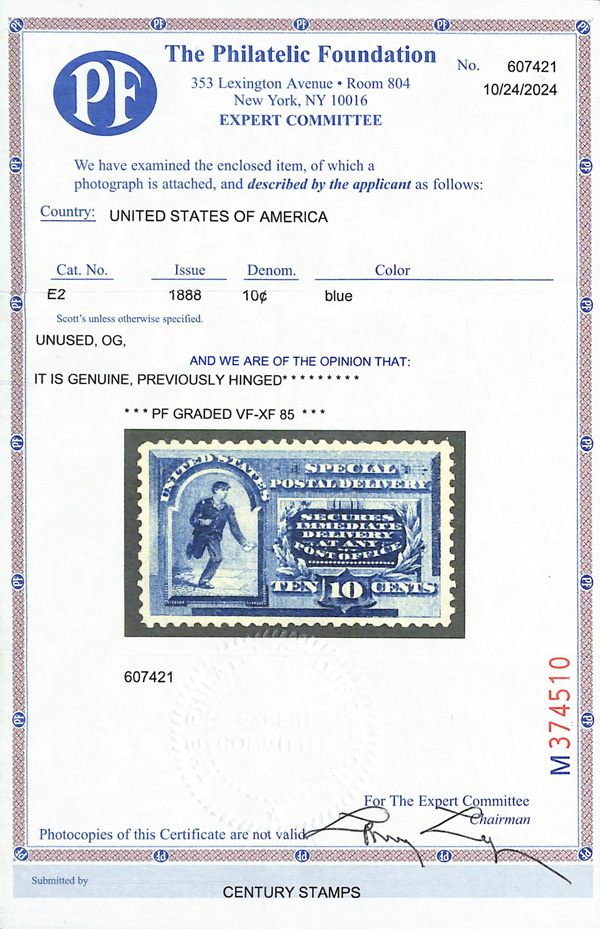 PF
The Philatelic Foundation
353 Lexington Avenue • Room 804
New York, NY 10016
EXPERT COMMITTEE
No. 607421
10/24/2024
We have examined the enclosed item, of which a
photograph is attached, and described by the applicant as follows:
Country: UNITED STATES OF AMERICA
Cat. No. Issue Denom. Color
E2 1888 10¢ blue
Scott's unless otherwise specified.
UNUSED, OG,
AND WE ARE OF THE OPINION THAT:
IT IS GENUINE, PREVIOUSLY HINGED* * * * * * * * *
* * * PF GRADED VF-XF 85 * * *
UNITED STATES
SPECIAL
POSTAL DELIVERY
SECURES
IMMEDIATE
DELIVERY
AT ANY
POST OFFICE
TEN 10 CENTS
607421
EXPERT
COMMITTEE
M 374510
For The Expert Committee
Chairman
Photocopies of this Certificate are not valid
Submitted by
CENTURY STAMPS